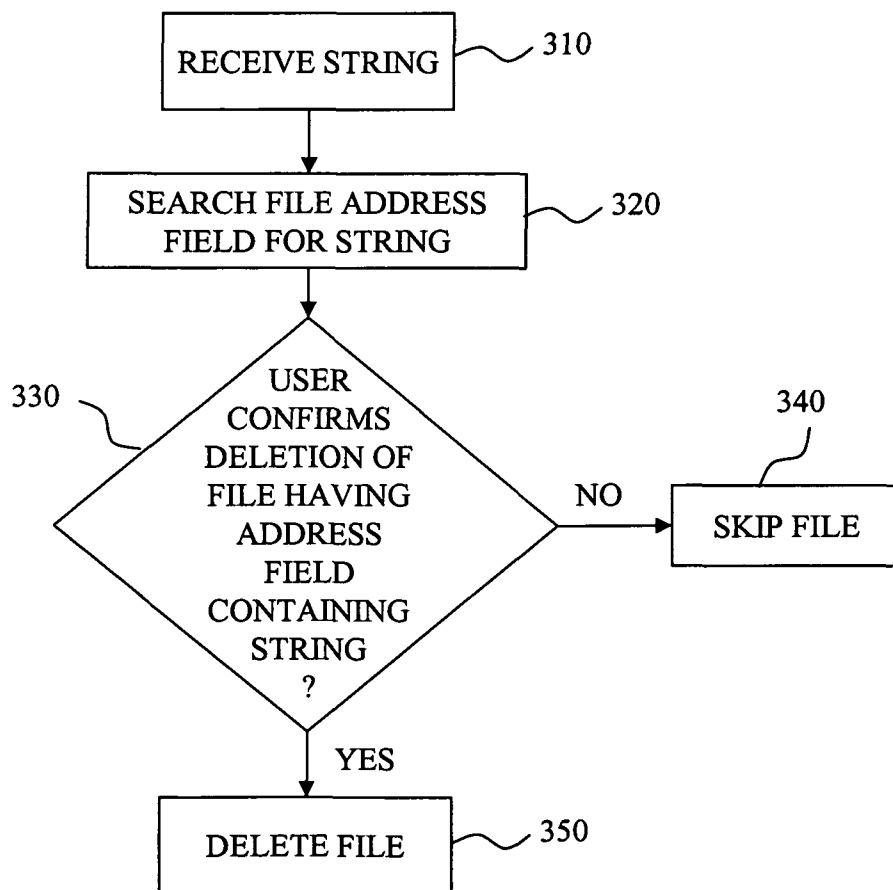 RECEIVE STRING
310
SEARCH FILE ADDRESS
FIELD FOR STRING
320
330
USER
CONFIRMS
DELETION OF
FILE HAVING
ADDRESS
FIELD
CONTAINING
STRING
?
NO
340
SKIP FILE
YES
DELETE FILE
350